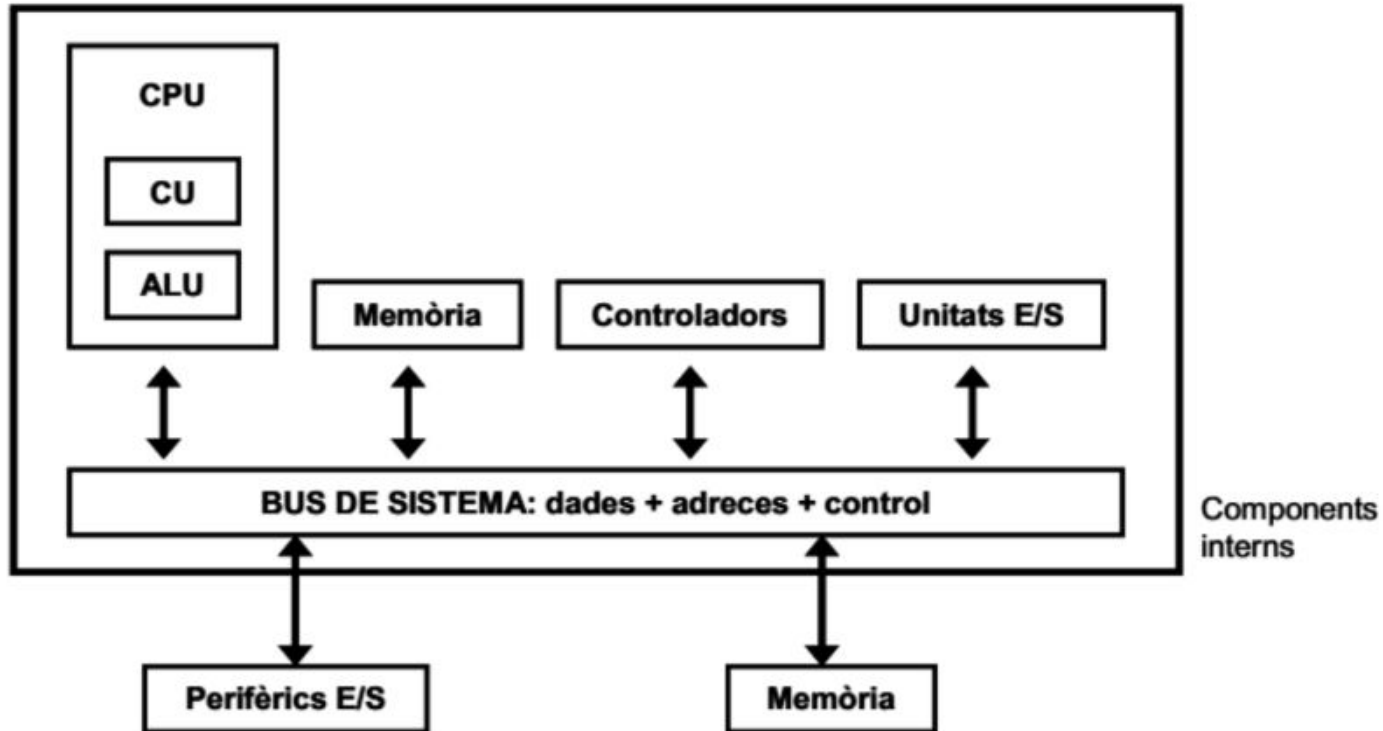 CPU
CU
ALU
Memòria
Controladors
Unitats E/S
BUS DE SISTEMA: dades + adreces + control
Components
interns
Perifèrics E/S
Memòria